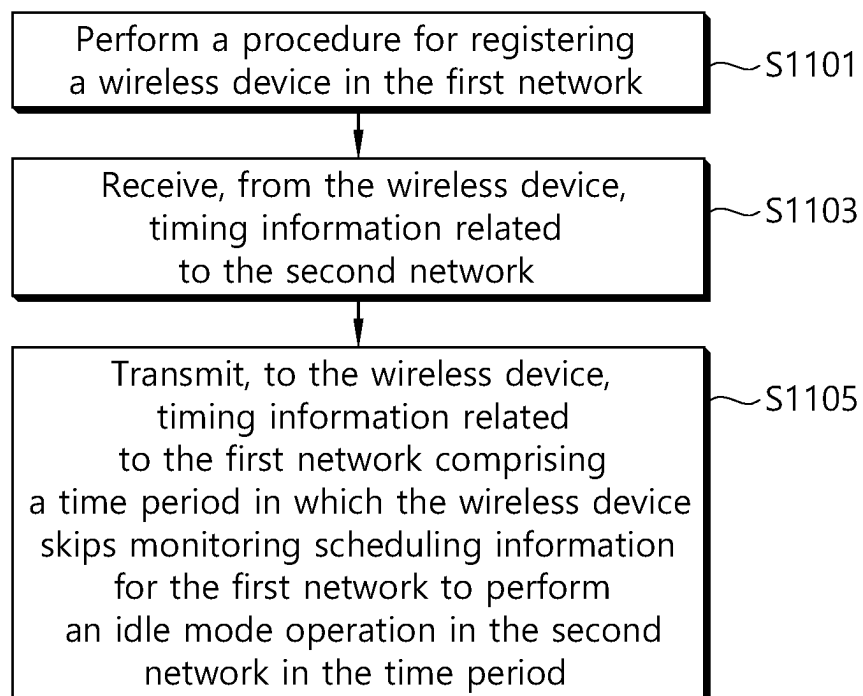 Perform a procedure for registering
a wireless device in the first network
S1101
Receive, from the wireless device,
timing information related
to the second network
S1103
Transmit, to the wireless device,
timing information related
to the first network comprising
a time period in which the wireless device
skips monitoring scheduling information
for the first network to perform
an idle mode operation in the second
network in the time period
S1105